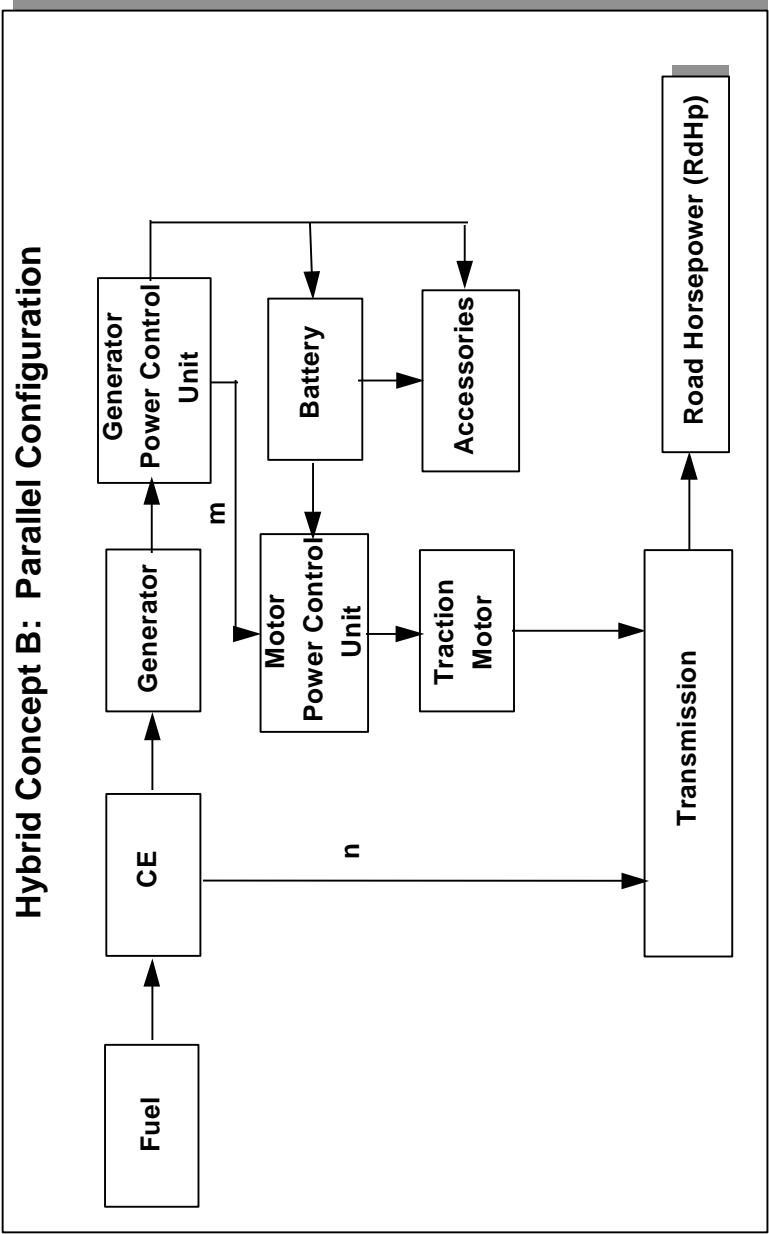 Hybrid Concept B: Parallel Configuration
Fuel
CE
Generator
Generator
Power Control
Unit
m
n
Motor
Power Control
Unit
Battery
Traction
Motor
Accessories
Transmission
Road Horsepower (RdHp)